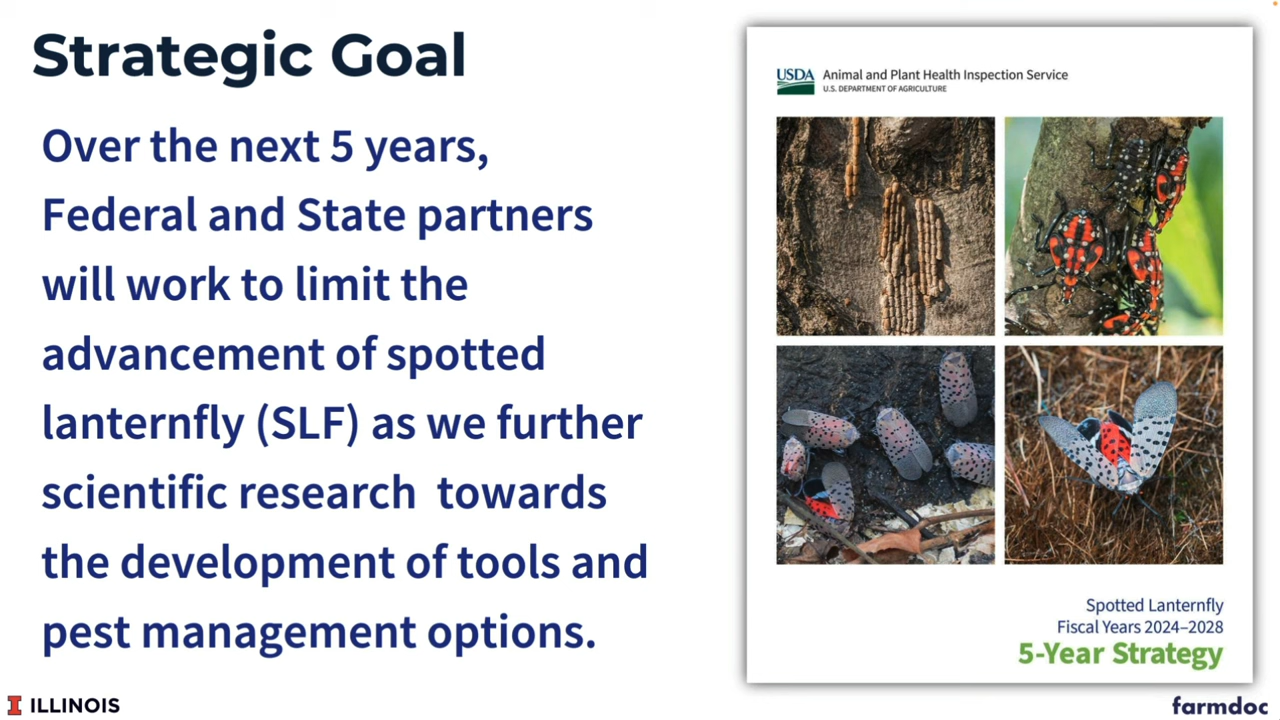 Strategic Goal
Over the next 5 years,
Federal and State partners
will work to limit the
advancement of spotted
lanternfly (SLF) as we further
scientific research towards
the development of tools and
pest management options.
USDA
Animal and Plant Health Inspection Service
U.S. DEPARTMENT OF AGRICULTURE
Spotted Lanternfly
Fiscal Years 2024–2028
5-Year Strategy
I ILLINOIS
farmdoc